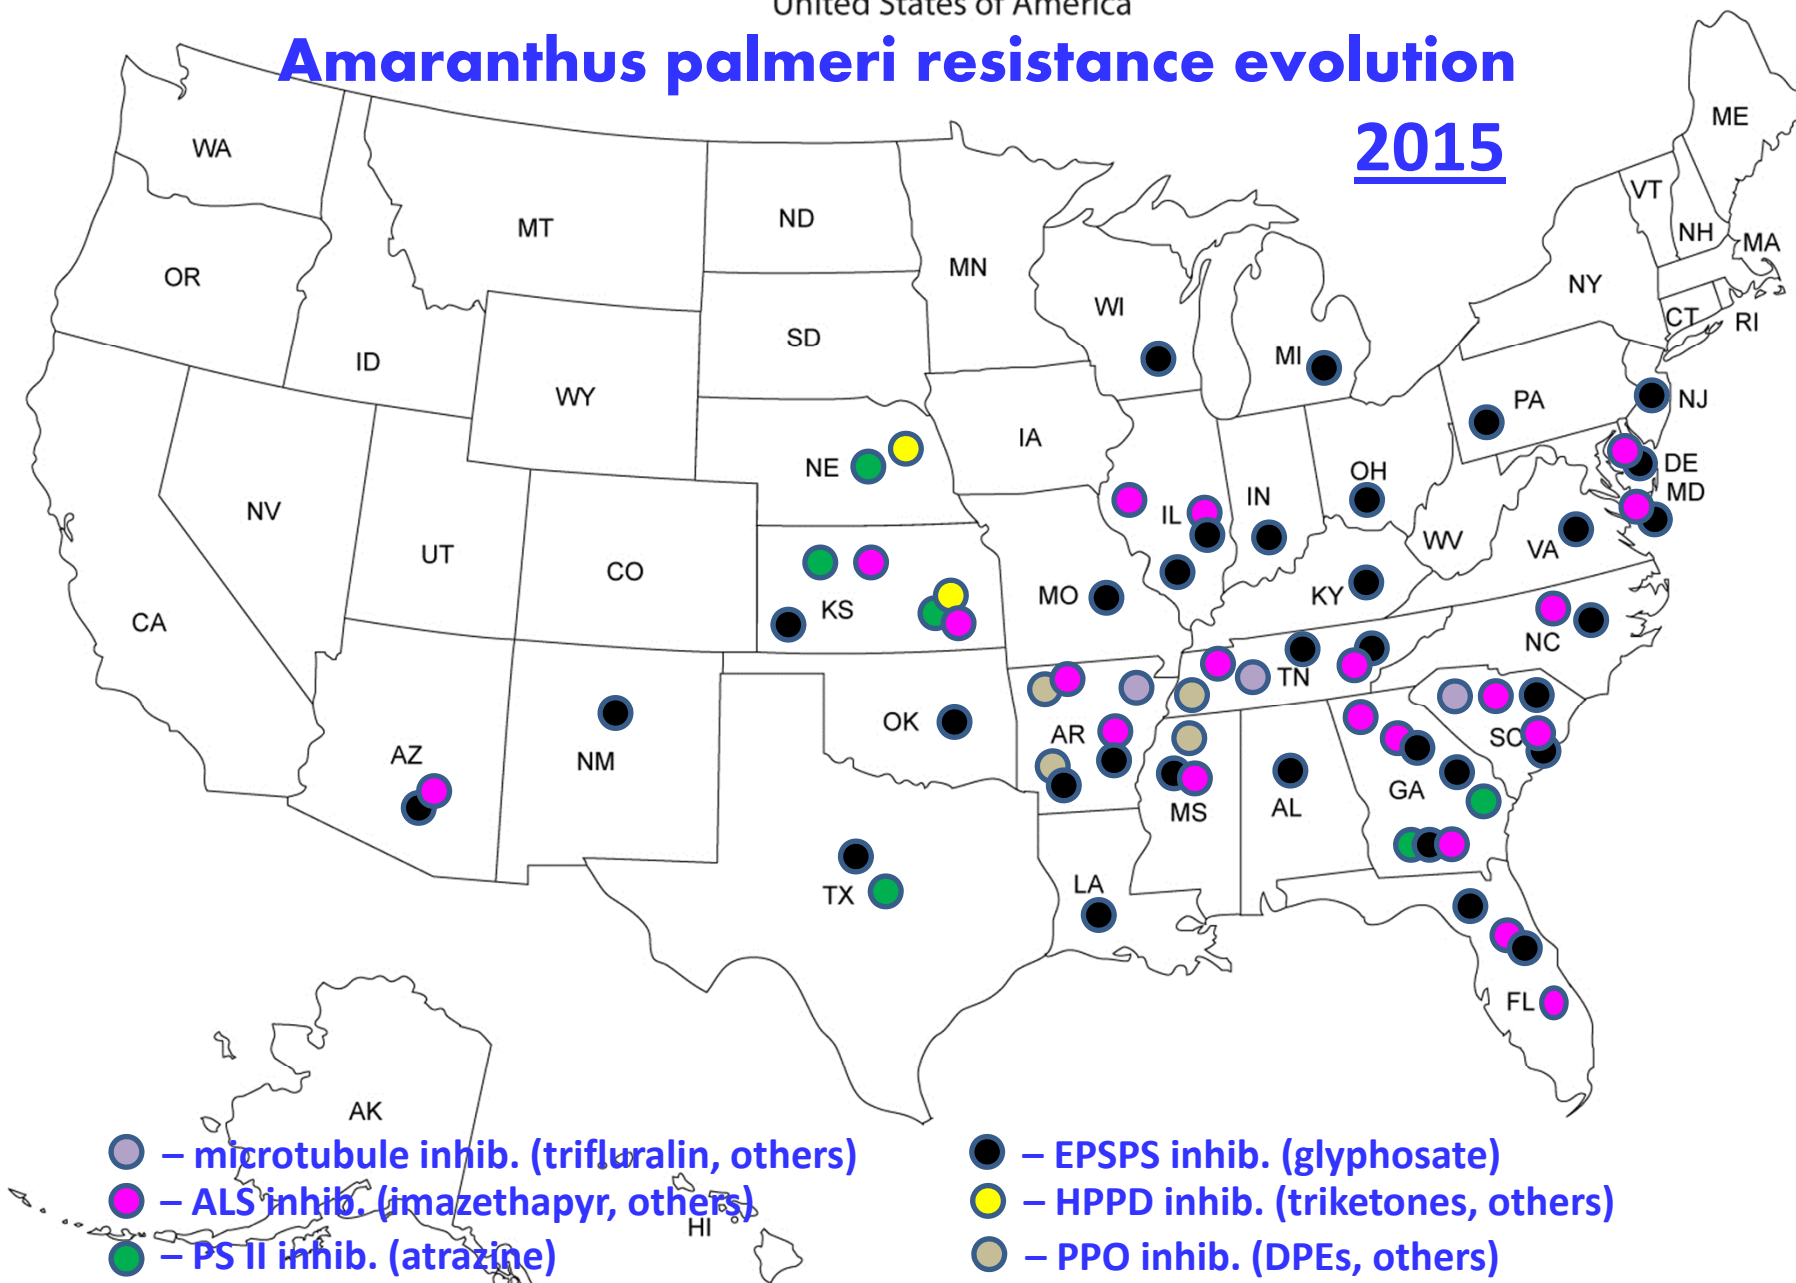 United States of America
Amaranthus palmeri resistance evolution
2015
ME
WA
VT
MT
ND
NH
MA
OR
MN
NY
WI
CT
RI
ID
SD
MI
WY
PA
NJ
IA
NE
OH
DE
IN
MD
NV
IL
UT
CO
WV
VA
MO
KY
KS
CA
NC
TN
OK
AR
SC
AZ
NM
GA
MS
AL
TX
LA
FL
AK
HI
– microtubule inhib. (trifluralin, others)
– ALS inhib. (imazethapyr, others)
– PS II inhib. (atrazine)
– EPSPS inhib. (glyphosate)
– HPPD inhib. (triketones, others)
– PPO inhib. (DPEs, others)